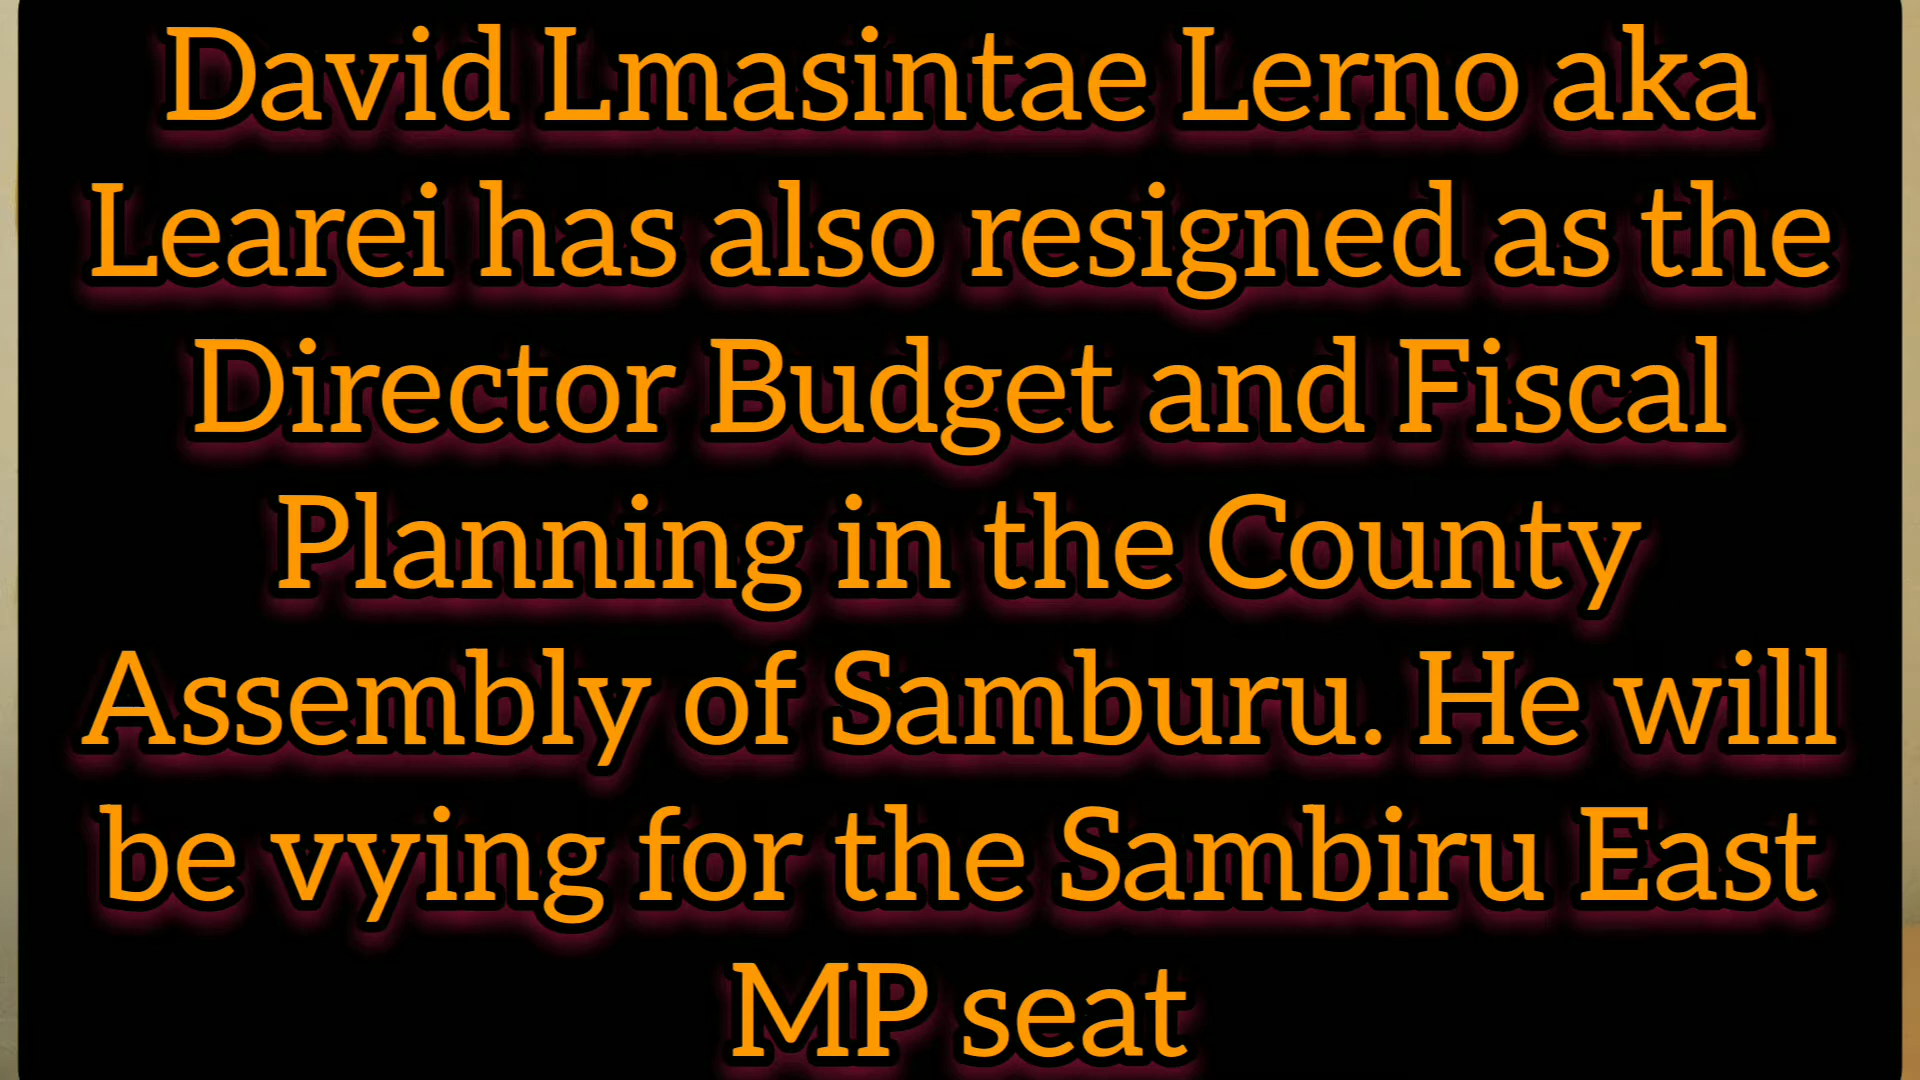 David Lmasintae Lerno aka
Learei has also resigned as the
Director Budget and Fiscal
Planning in the County
Assembly of Samburu. He will
be vying for the Sambiru East
MP seat